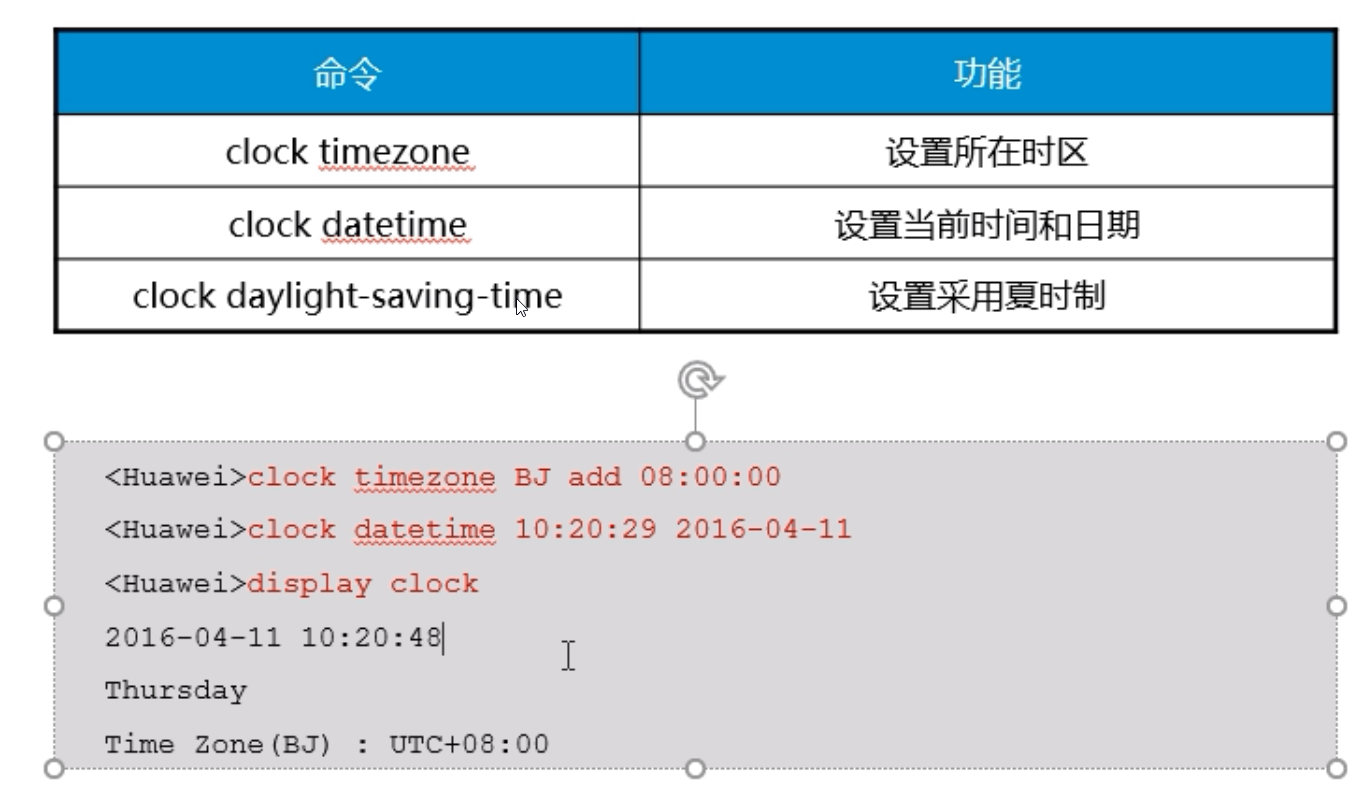 命令 功能
clock timezone 设置所在时区
clock datetime 设置当前时间和日期
clock daylight-saving-time 设置采用夏时制
<Huawei>clock timezone BJ add 08:00:00
<Huawei>clock datetime 10:20:29 2016-04-11
<Huawei>display clock
2016-04-11 10:20:48
Thursday
Time Zone(BJ) : UTC+08:00